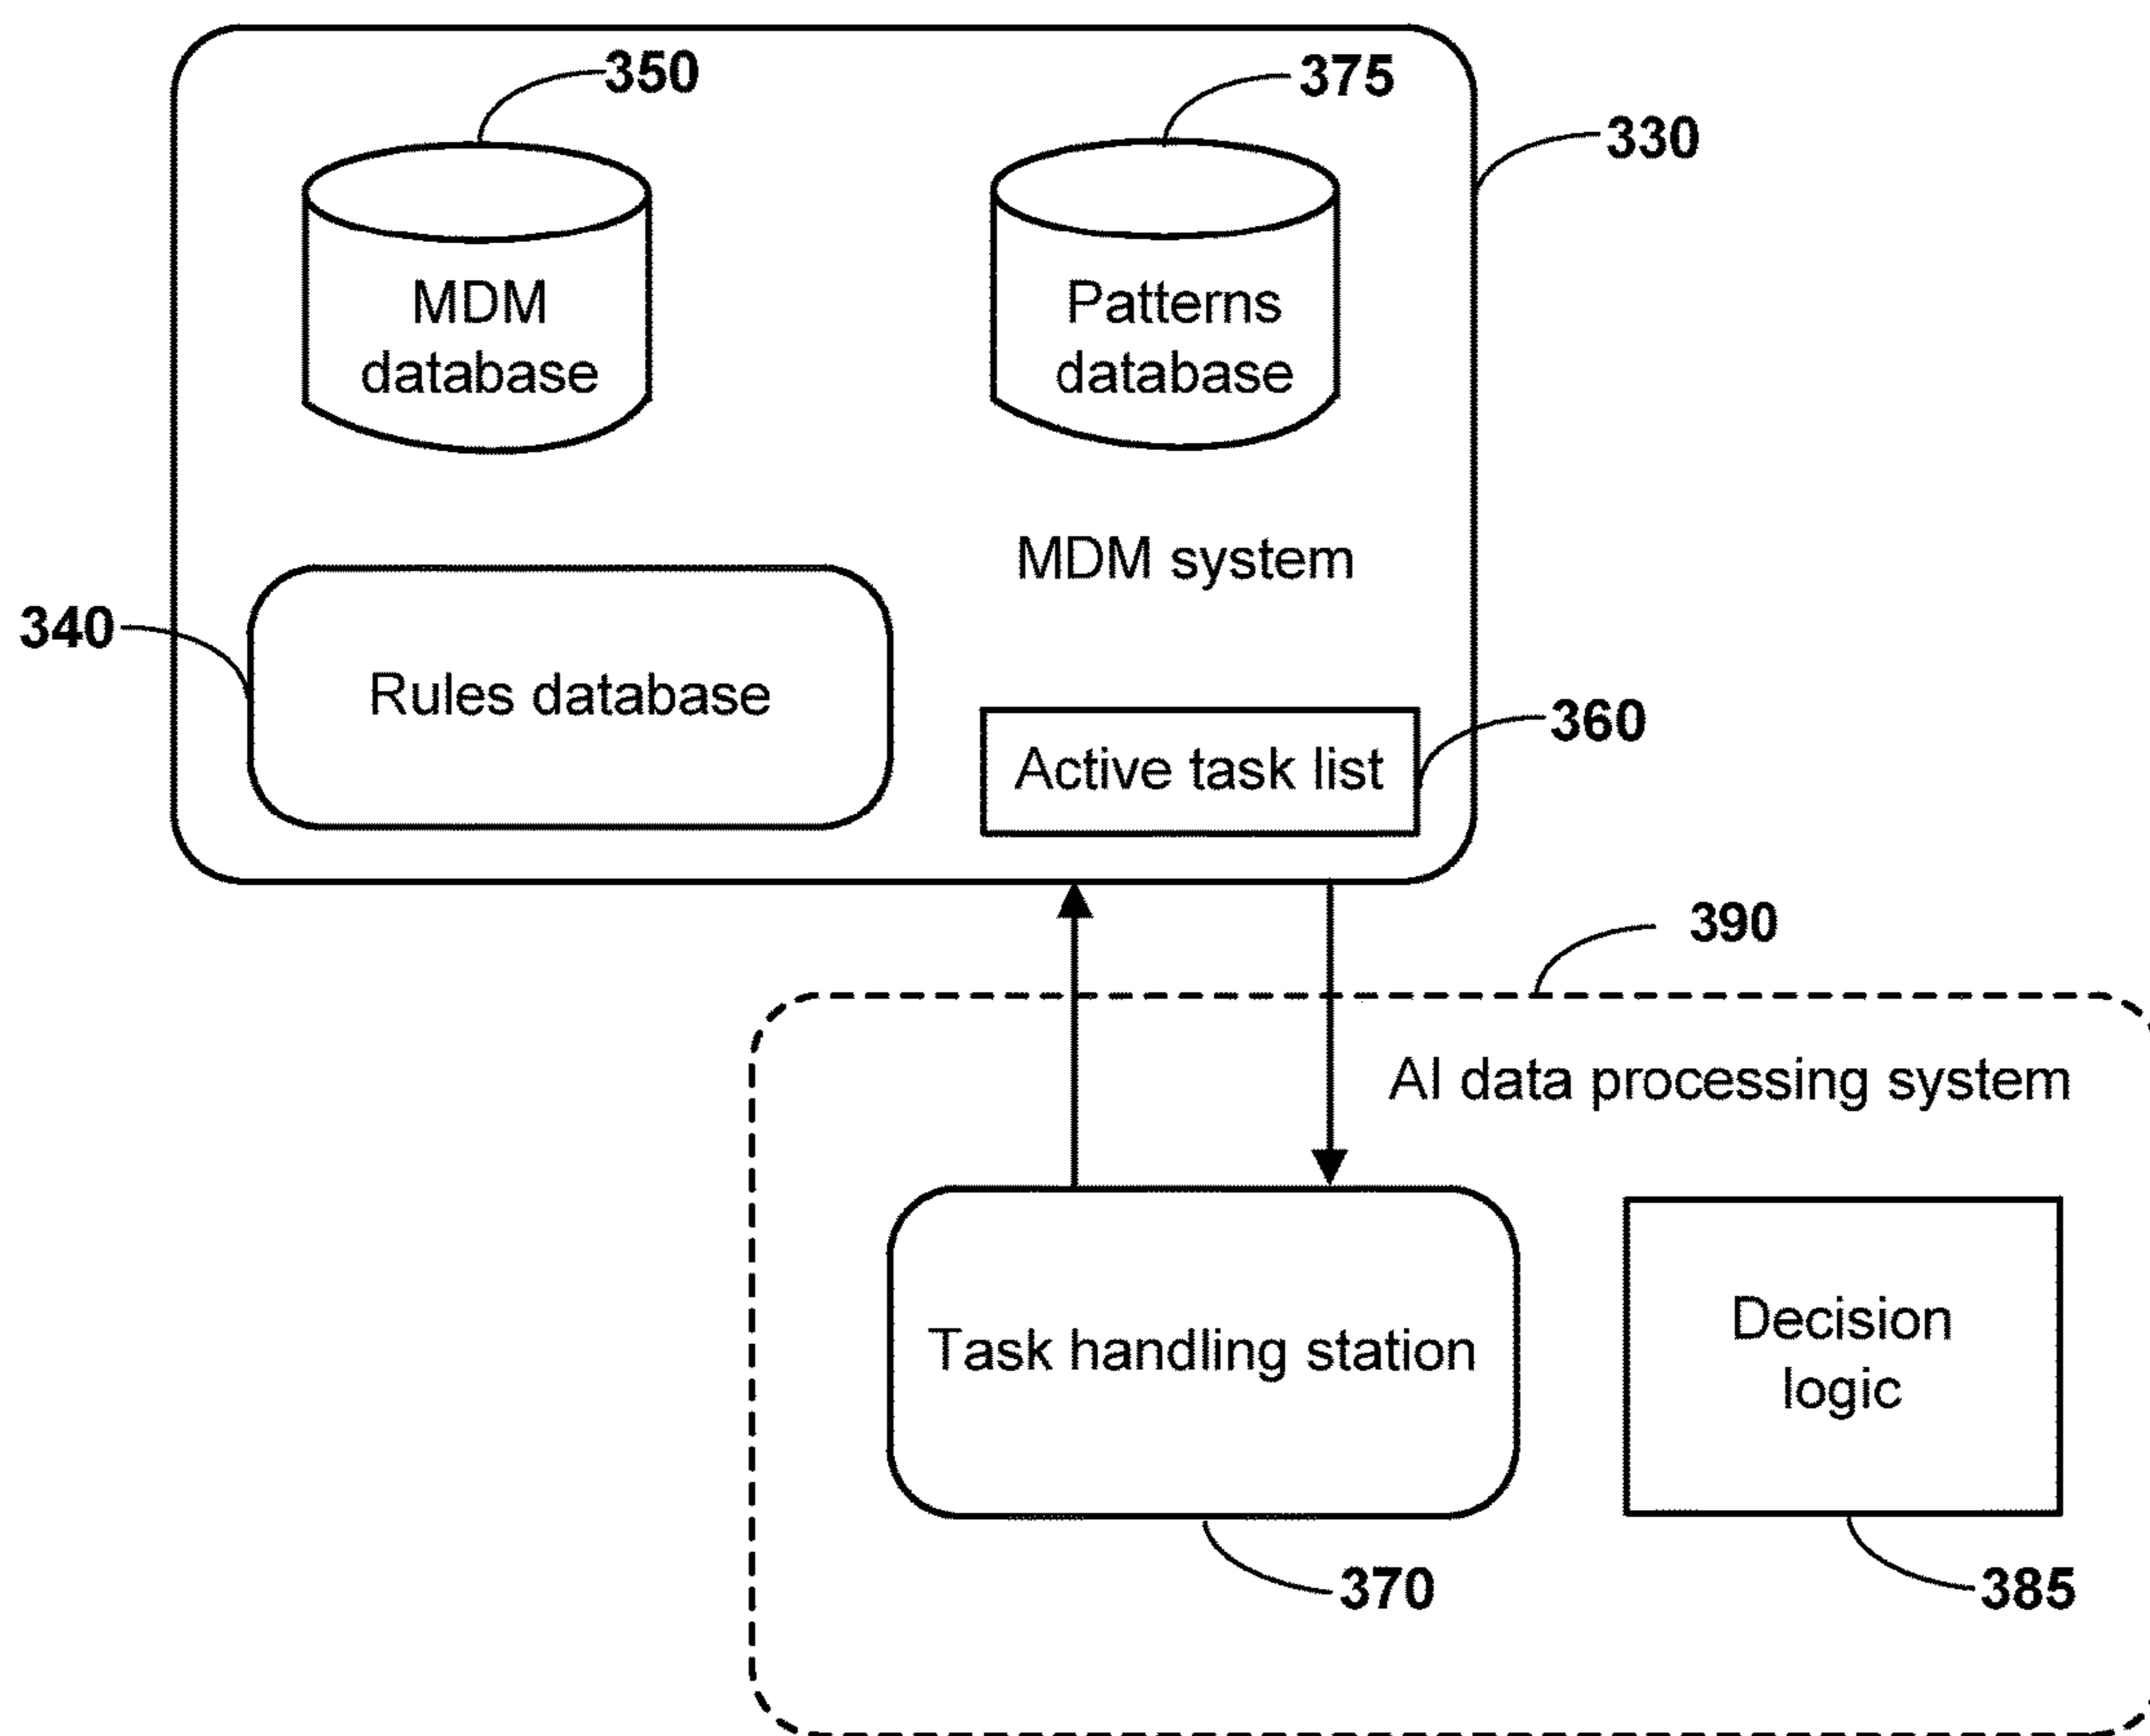 350
375
330
MDM
database
Patterns
database
MDM system
340
Rules database
360
Active task list
390
AI data processing system
Task handling station
Decision
logic
370
385